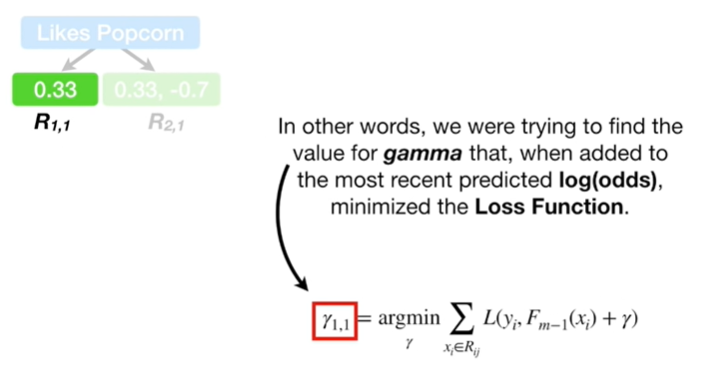 Likes Popcorn
0.33 0.33, -0.7
R1,1 R2,1
In other words, we were trying to find the
value for gamma that, when added to
the most recent predicted log(odds),
minimized the Loss Function.
γ1,1 = argmin ∑ L(yi, Fm−1(xi) + γ)
γ xi∈Rij